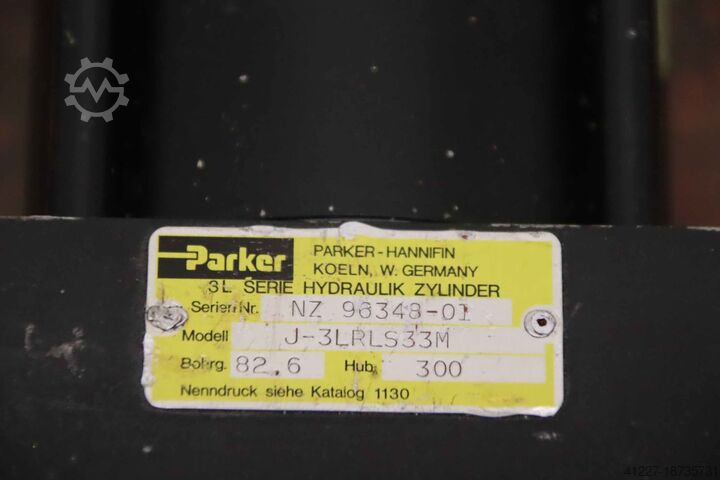 Parker
PARKER-HANNIFIN
KOELN, W. GERMANY
3L SERIE HYDRAULIK ZYLINDER
Serien Nr. NZ 96348-01
Modell J-3LRLS33M
Bohrg. 82,6 Hub. 300
Nenndruck siehe Katalog 1130
41227-18735731